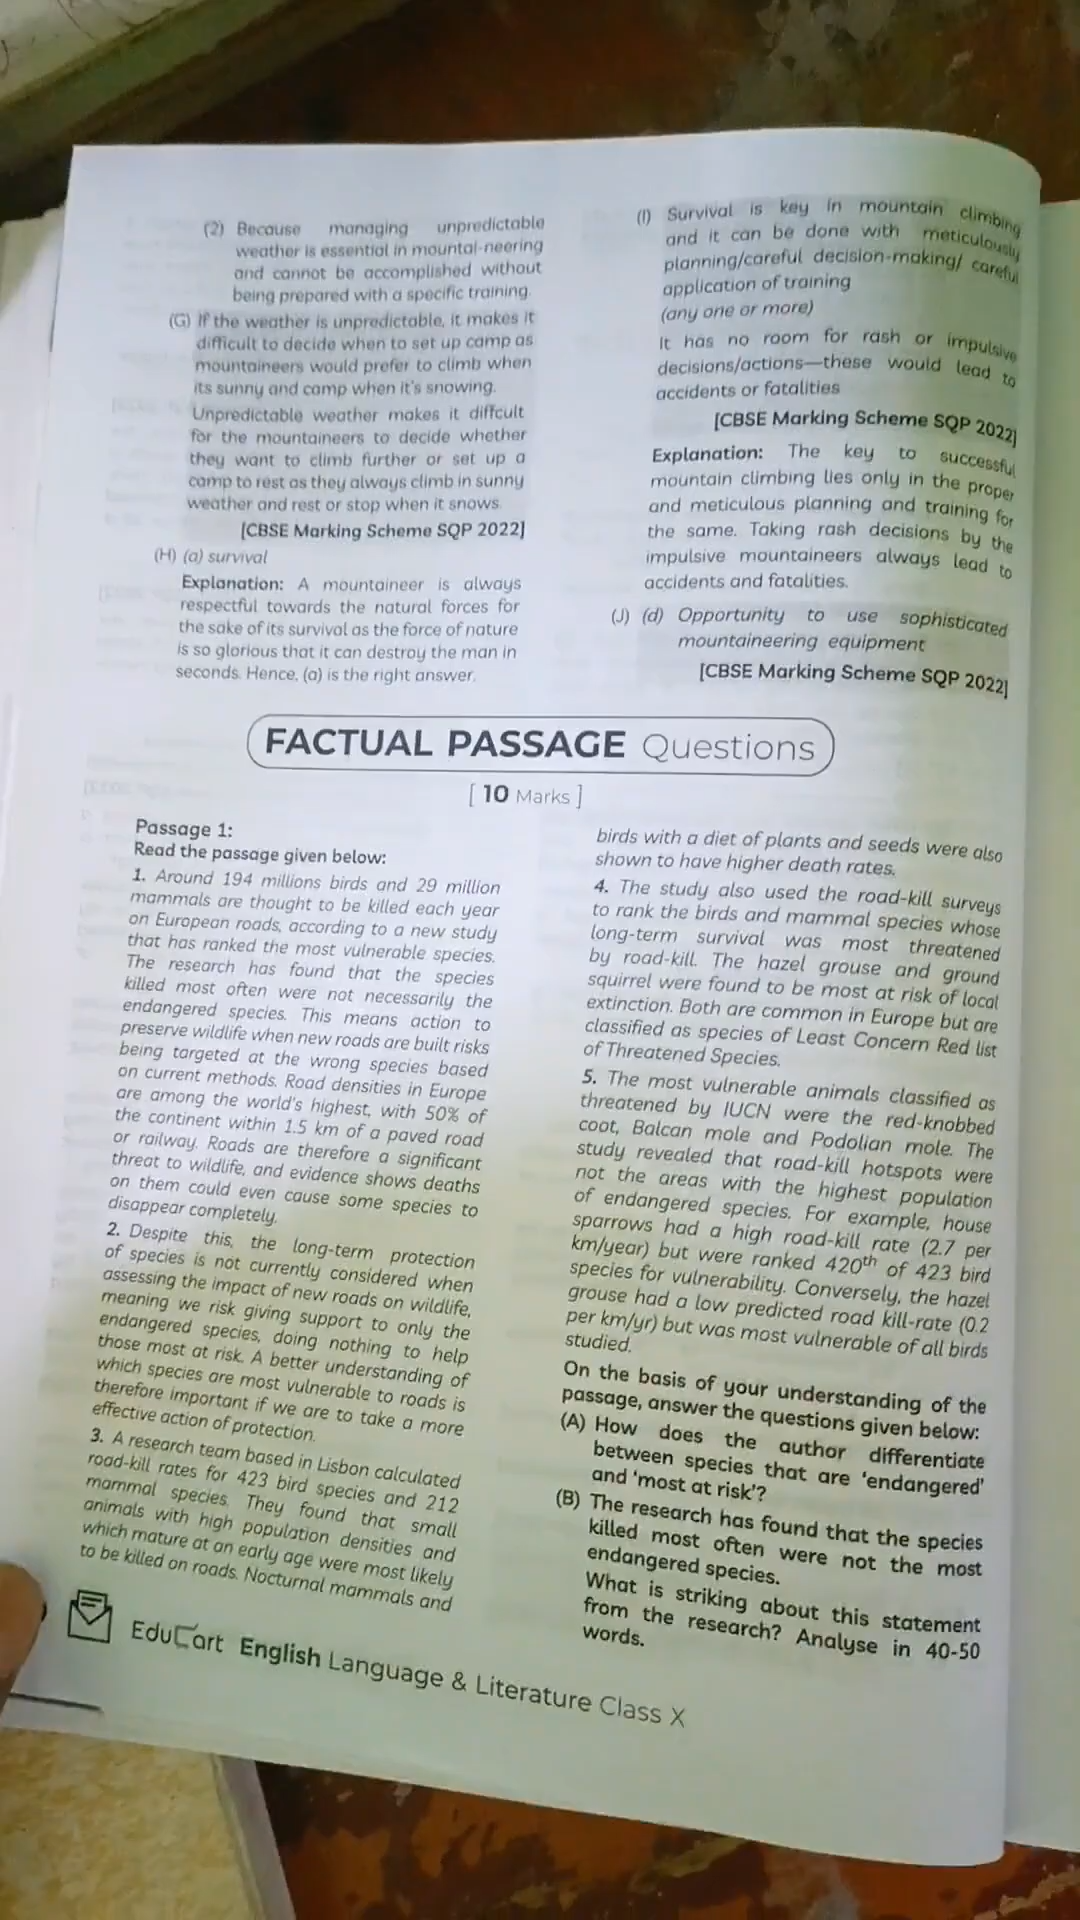 (2) Because managing unpredictable
weather is essential in mountai-neering
and cannot be accomplished without
being prepared with a specific training.
(G) If the weather is unpredictable, it makes it
difficult to decide when to set up camp as
mountaineers would prefer to climb when
its sunny and camp when it's snowing.
Unpredictable weather makes it diffcult
for the mountaineers to decide whether
they want to climb further or set up a
camp to rest as they always climb in sunny
weather and rest or stop when it snows.
[CBSE Marking Scheme SQP 2022]
(H) (a) survival
Explanation: A mountaineer is always
respectful towards the natural forces for
the sake of its survival as the force of nature
is so glorious that it can destroy the man in
seconds. Hence, (a) is the right answer.
(I) Survival is key in mountain climbing
and it can be done with meticulously
planning/careful decision-making/ careful
application of training
(any one or more)
It has no room for rash or impulsive
decisions/actions—these would lead to
accidents or fatalities
[CBSE Marking Scheme SQP 2022]
Explanation: The key to successful
mountain climbing lies only in the proper
and meticulous planning and training for
the same. Taking rash decisions by the
impulsive mountaineers always lead to
accidents and fatalities.
(J) (d) Opportunity to use sophisticated
mountaineering equipment
[CBSE Marking Scheme SQP 2022]
FACTUAL PASSAGE Questions
[ 10 Marks ]
Passage 1:
Read the passage given below:
1. Around 194 millions birds and 29 million
mammals are thought to be killed each year
on European roads, according to a new study
that has ranked the most vulnerable species.
The research has found that the species
killed most often were not necessarily the
endangered species. This means action to
preserve wildlife when new roads are built risks
being targeted at the wrong species based
on current methods. Road densities in Europe
are among the world's highest, with 50% of
the continent within 1.5 km of a paved road
or railway. Roads are therefore a significant
threat to wildlife, and evidence shows deaths
on them could even cause some species to
disappear completely.
2. Despite this, the long-term protection
of species is not currently considered when
assessing the impact of new roads on wildlife,
meaning we risk giving support to only the
endangered species, doing nothing to help
those most at risk. A better understanding of
which species are most vulnerable to roads is
therefore important if we are to take a more
effective action of protection.
3. A research team based in Lisbon calculated
road-kill rates for 423 bird species and 212
mammal species. They found that small
animals with high population densities and
which mature at an early age were most likely
to be killed on roads. Nocturnal mammals and
birds with a diet of plants and seeds were also
shown to have higher death rates.
4. The study also used the road-kill surveys
to rank the birds and mammal species whose
long-term survival was most threatened
by road-kill. The hazel grouse and ground
squirrel were found to be most at risk of local
extinction. Both are common in Europe but are
classified as species of Least Concern Red list
of Threatened Species.
5. The most vulnerable animals classified as
threatened by IUCN were the red-knobbed
coot, Balcan mole and Podolian mole. The
study revealed that road-kill hotspots were
not the areas with the highest population
of endangered species. For example, house
sparrows had a high road-kill rate (2.7 per
km/year) but were ranked 420th of 423 bird
species for vulnerability. Conversely, the hazel
grouse had a low predicted road kill-rate (0.2
per km/yr) but was most vulnerable of all birds
studied.
On the basis of your understanding of the
passage, answer the questions given below:
(A) How does the author differentiate
between species that are 'endangered'
and 'most at risk'?
(B) The research has found that the species
killed most often were not the most
endangered species.
What is striking about this statement
from the research? Analyse in 40-50
words.
EduCart English Language & Literature Class X